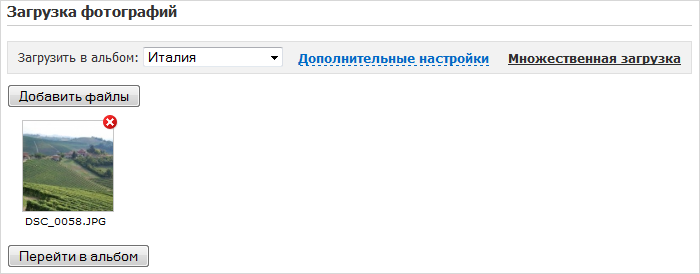 Загрузка фотографий
Загрузить в альбом: Италия Дополнительные настройки Множественная загрузка
Добавить файлы
DSC_0058.JPG
Перейти в альбом